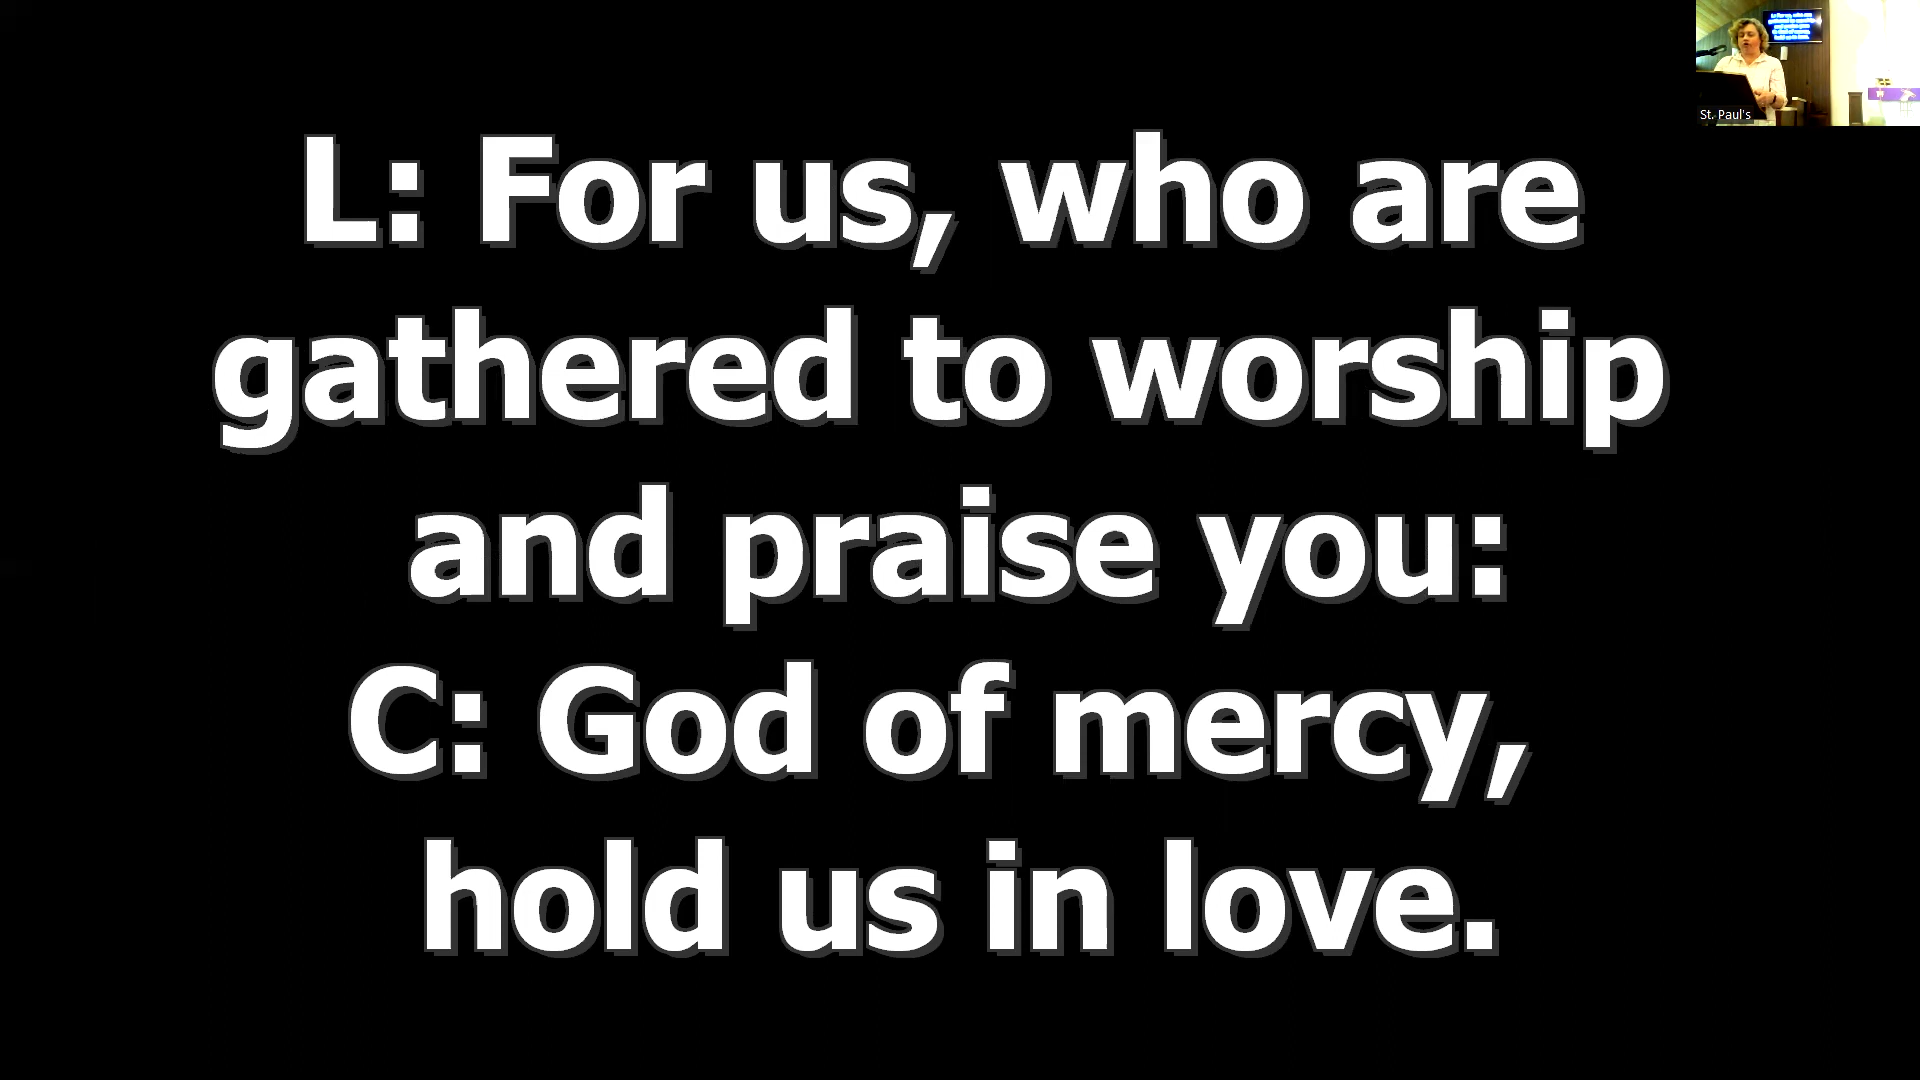 L: For us, who are
gathered to worship
and praise you:
C: God of mercy,
hold us in love.
St. Paul's